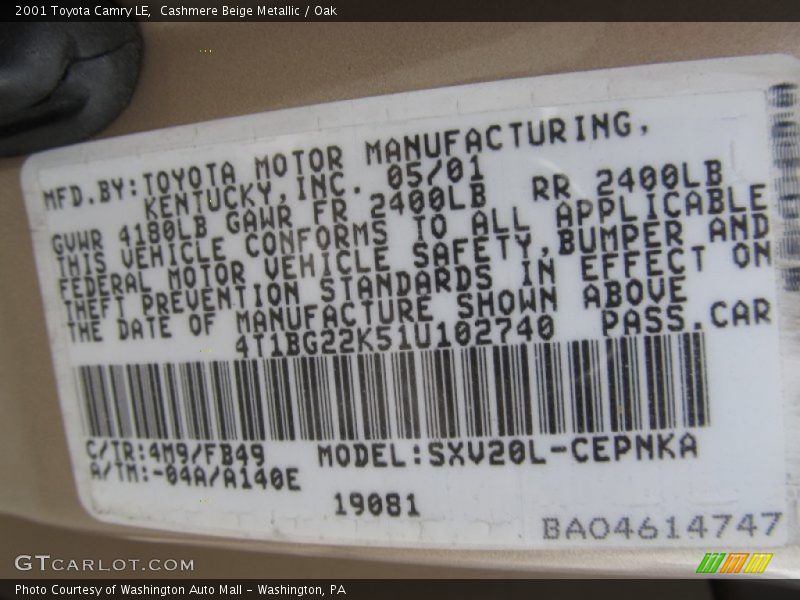 2001 Toyota Camry LE,  Cashmere Beige Metallic / Oak
MFD.BY:TOYOTA MOTOR MANUFACTURING,
KENTUCKY,INC. 05/01
GVWR 4180LB GAWR FR 2400LB RR 2400LB
THIS VEHICLE CONFORMS TO ALL APPLICABLE
FEDERAL MOTOR VEHICLE SAFETY,BUMPER AND
THEFT PREVENTION STANDARDS IN EFFECT ON
THE DATE OF MANUFACTURE SHOWN ABOVE
4T1BG22K51U102740 PASS.CAR
C/TR:4M9/FB49 MODEL:SXV20L-CEPNKA
A/TM:-04A/A140E
19081
BAO4614747
GTCARLOT.COM
Photo Courtesy of Washington Auto Mall - Washington, PA